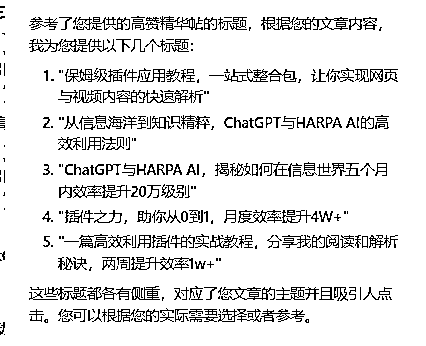 参考了您提供的高赞精华帖的标题，根据您的文章内容，
我为您提供以下几个标题：
1. "保姆级插件应用教程，一站式整合包，让你实现网页
与视频内容的快速解析"
2. "从信息海洋到知识精粹，ChatGPT与HARPA AI的高
效利用法则"
3. "ChatGPT与HARPA AI，揭秘如何在信息世界五个月
内效率提升20万级别"
4. "插件之力，助你从0到1，月度效率提升4W+"
5. "一篇高效利用插件的实战教程，分享我的阅读和解析
秘诀，两周提升效率1w+"
这些标题都各有侧重，对应了您文章的主题并且吸引人点
击。您可以根据您的实际需要选择或者参考。